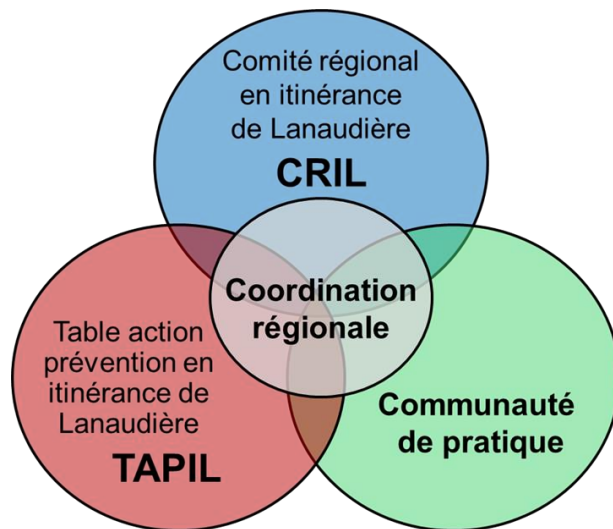 Comité régional
en itinérance
de Lanaudière
CRIL
Coordination
régionale
Table action
prévention en
itinérance de
Lanaudière
TAPIL
Communauté
de pratique